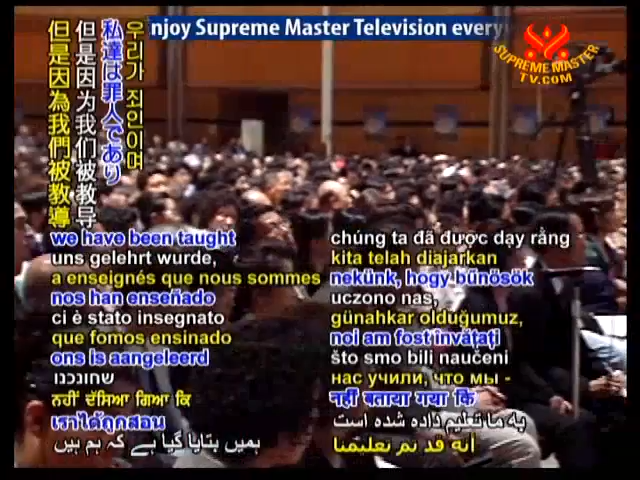 njoy Supreme Master Television every
SUPREME MASTER
TV.COM
우리가 죄인이며
私達は罪人であり
但是因为我们被教导
但是因為我們被教導
we have been taught
uns gelehrt wurde,
a enseignés que nous sommes
nos han enseñado
ci è stato insegnato
que fomos ensinado
ons is aangeleerd
שחונכנו
ਨਹੀਂ ਦੱਸਿਆ ਗਿਆ ਕਿ
เราได้ถูกสอน
ہمیں بتایا گیا ہے کہ ہم ہیں
chúng ta đã được dạy rằng
kita telah diajarkan
nekünk, hogy bűnösök
uczono nas,
günahkar olduğumuz,
noi am fost învăţaţi
što smo bili naučeni
нас учили, что мы -
नहीं बताया गया कि
به ما تعلیم داده شده است
أنه قد تم تعليمنا